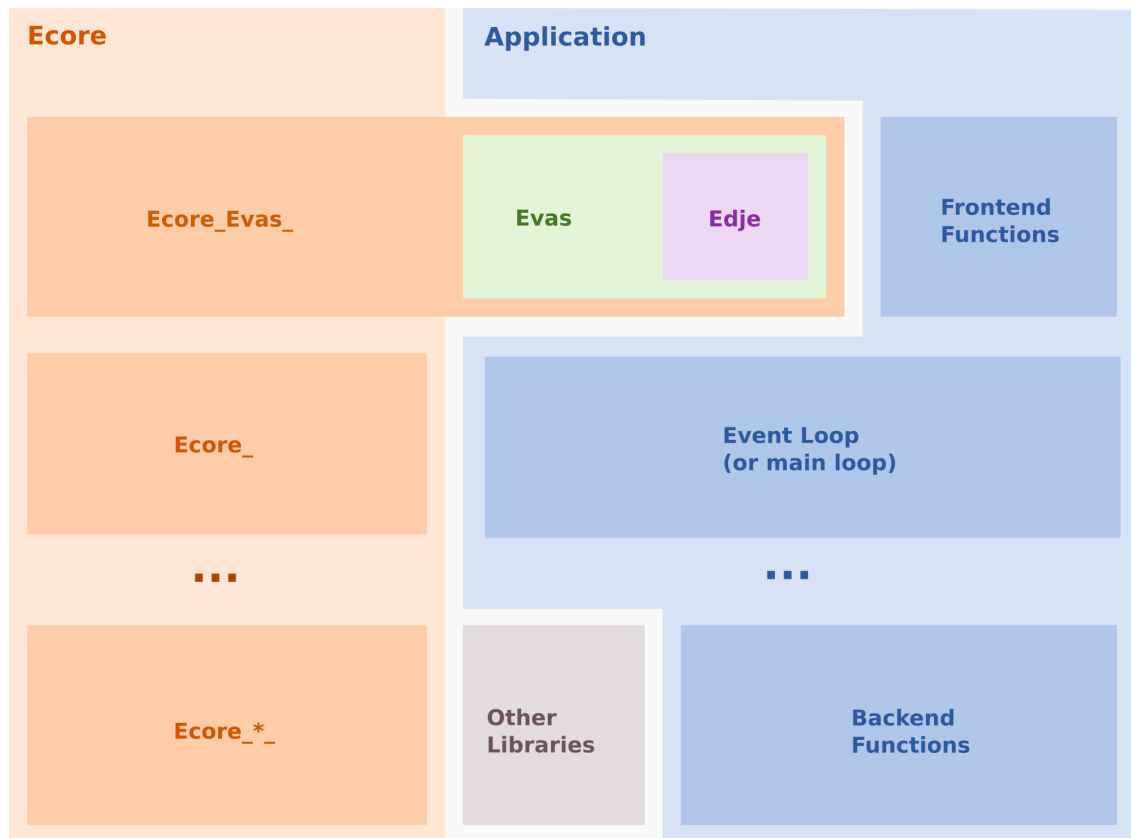 Ecore
Application
Ecore_Evas_
Evas
Edje
Frontend
Functions
Ecore_
Event Loop
(or main loop)
...
...
Ecore_*_
Other
Libraries
Backend
Functions